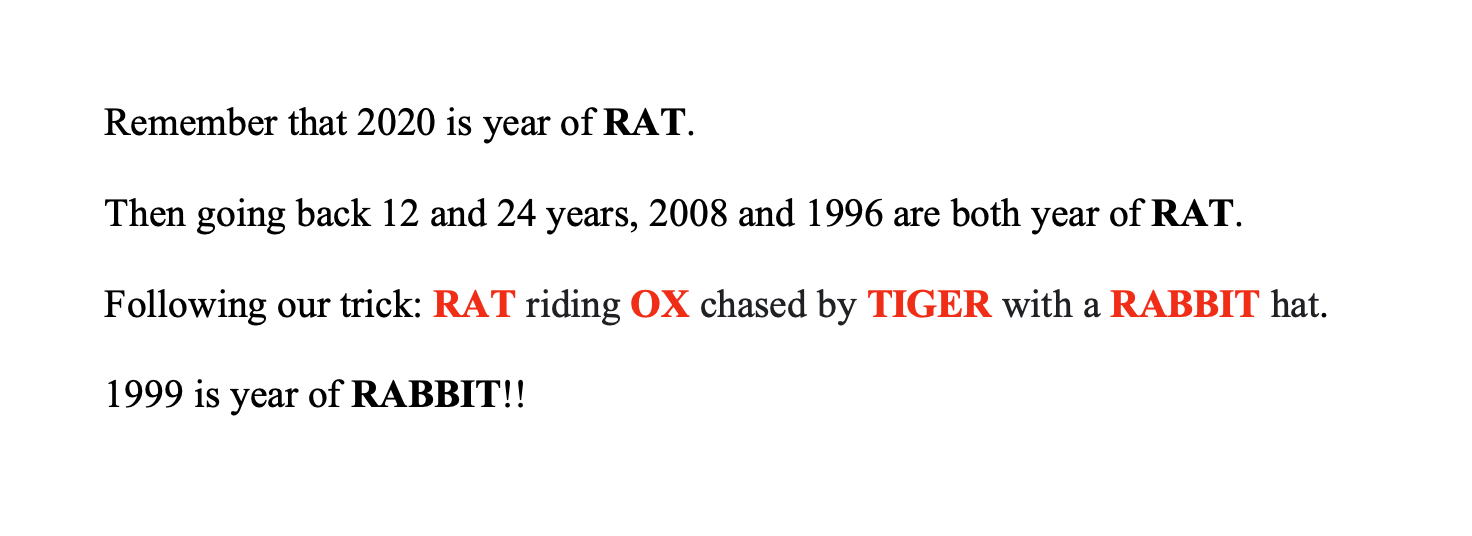 Remember that 2020 is year of RAT.
Then going back 12 and 24 years, 2008 and 1996 are both year of RAT.
Following our trick: RAT riding OX chased by TIGER with a RABBIT hat.
1999 is year of RABBIT!!